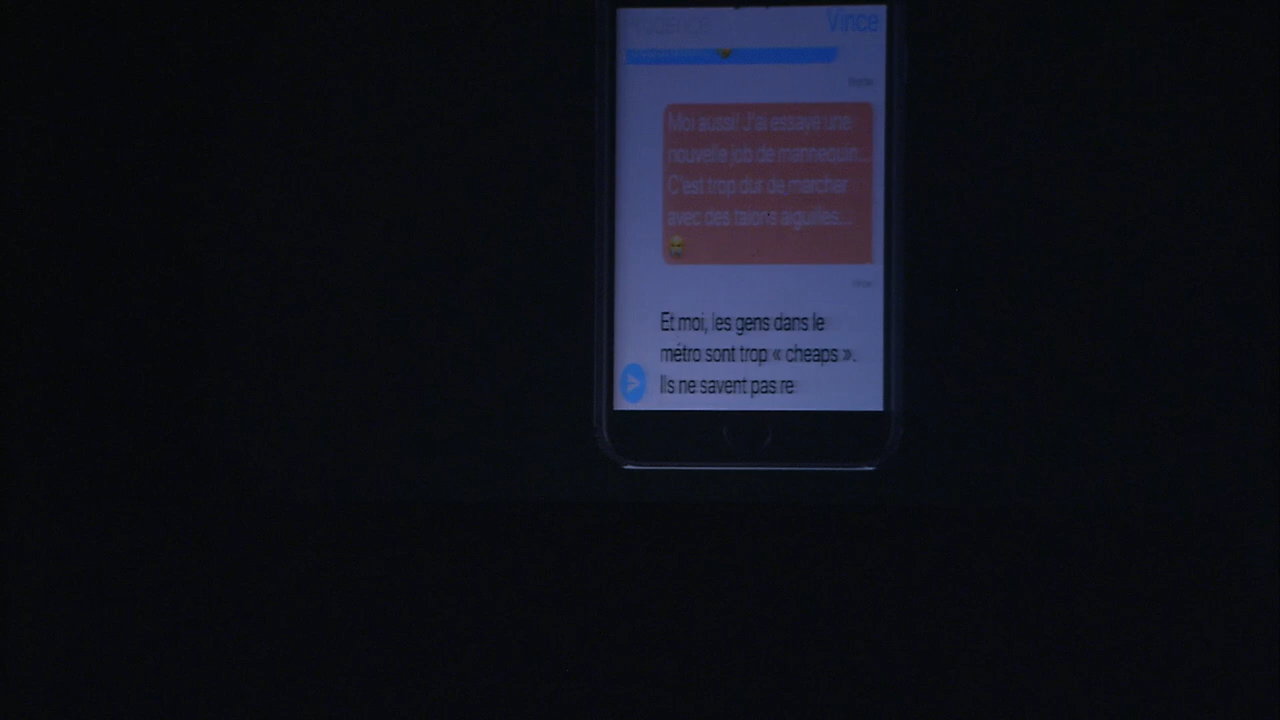 Vince
Moi aussi! J'ai essayé une
nouvelle job de mannequin...
C'est trop dur de marcher
avec des talons aiguilles...
Et moi, les gens dans le
métro sont trop « cheaps ».
Ils ne savent pas re